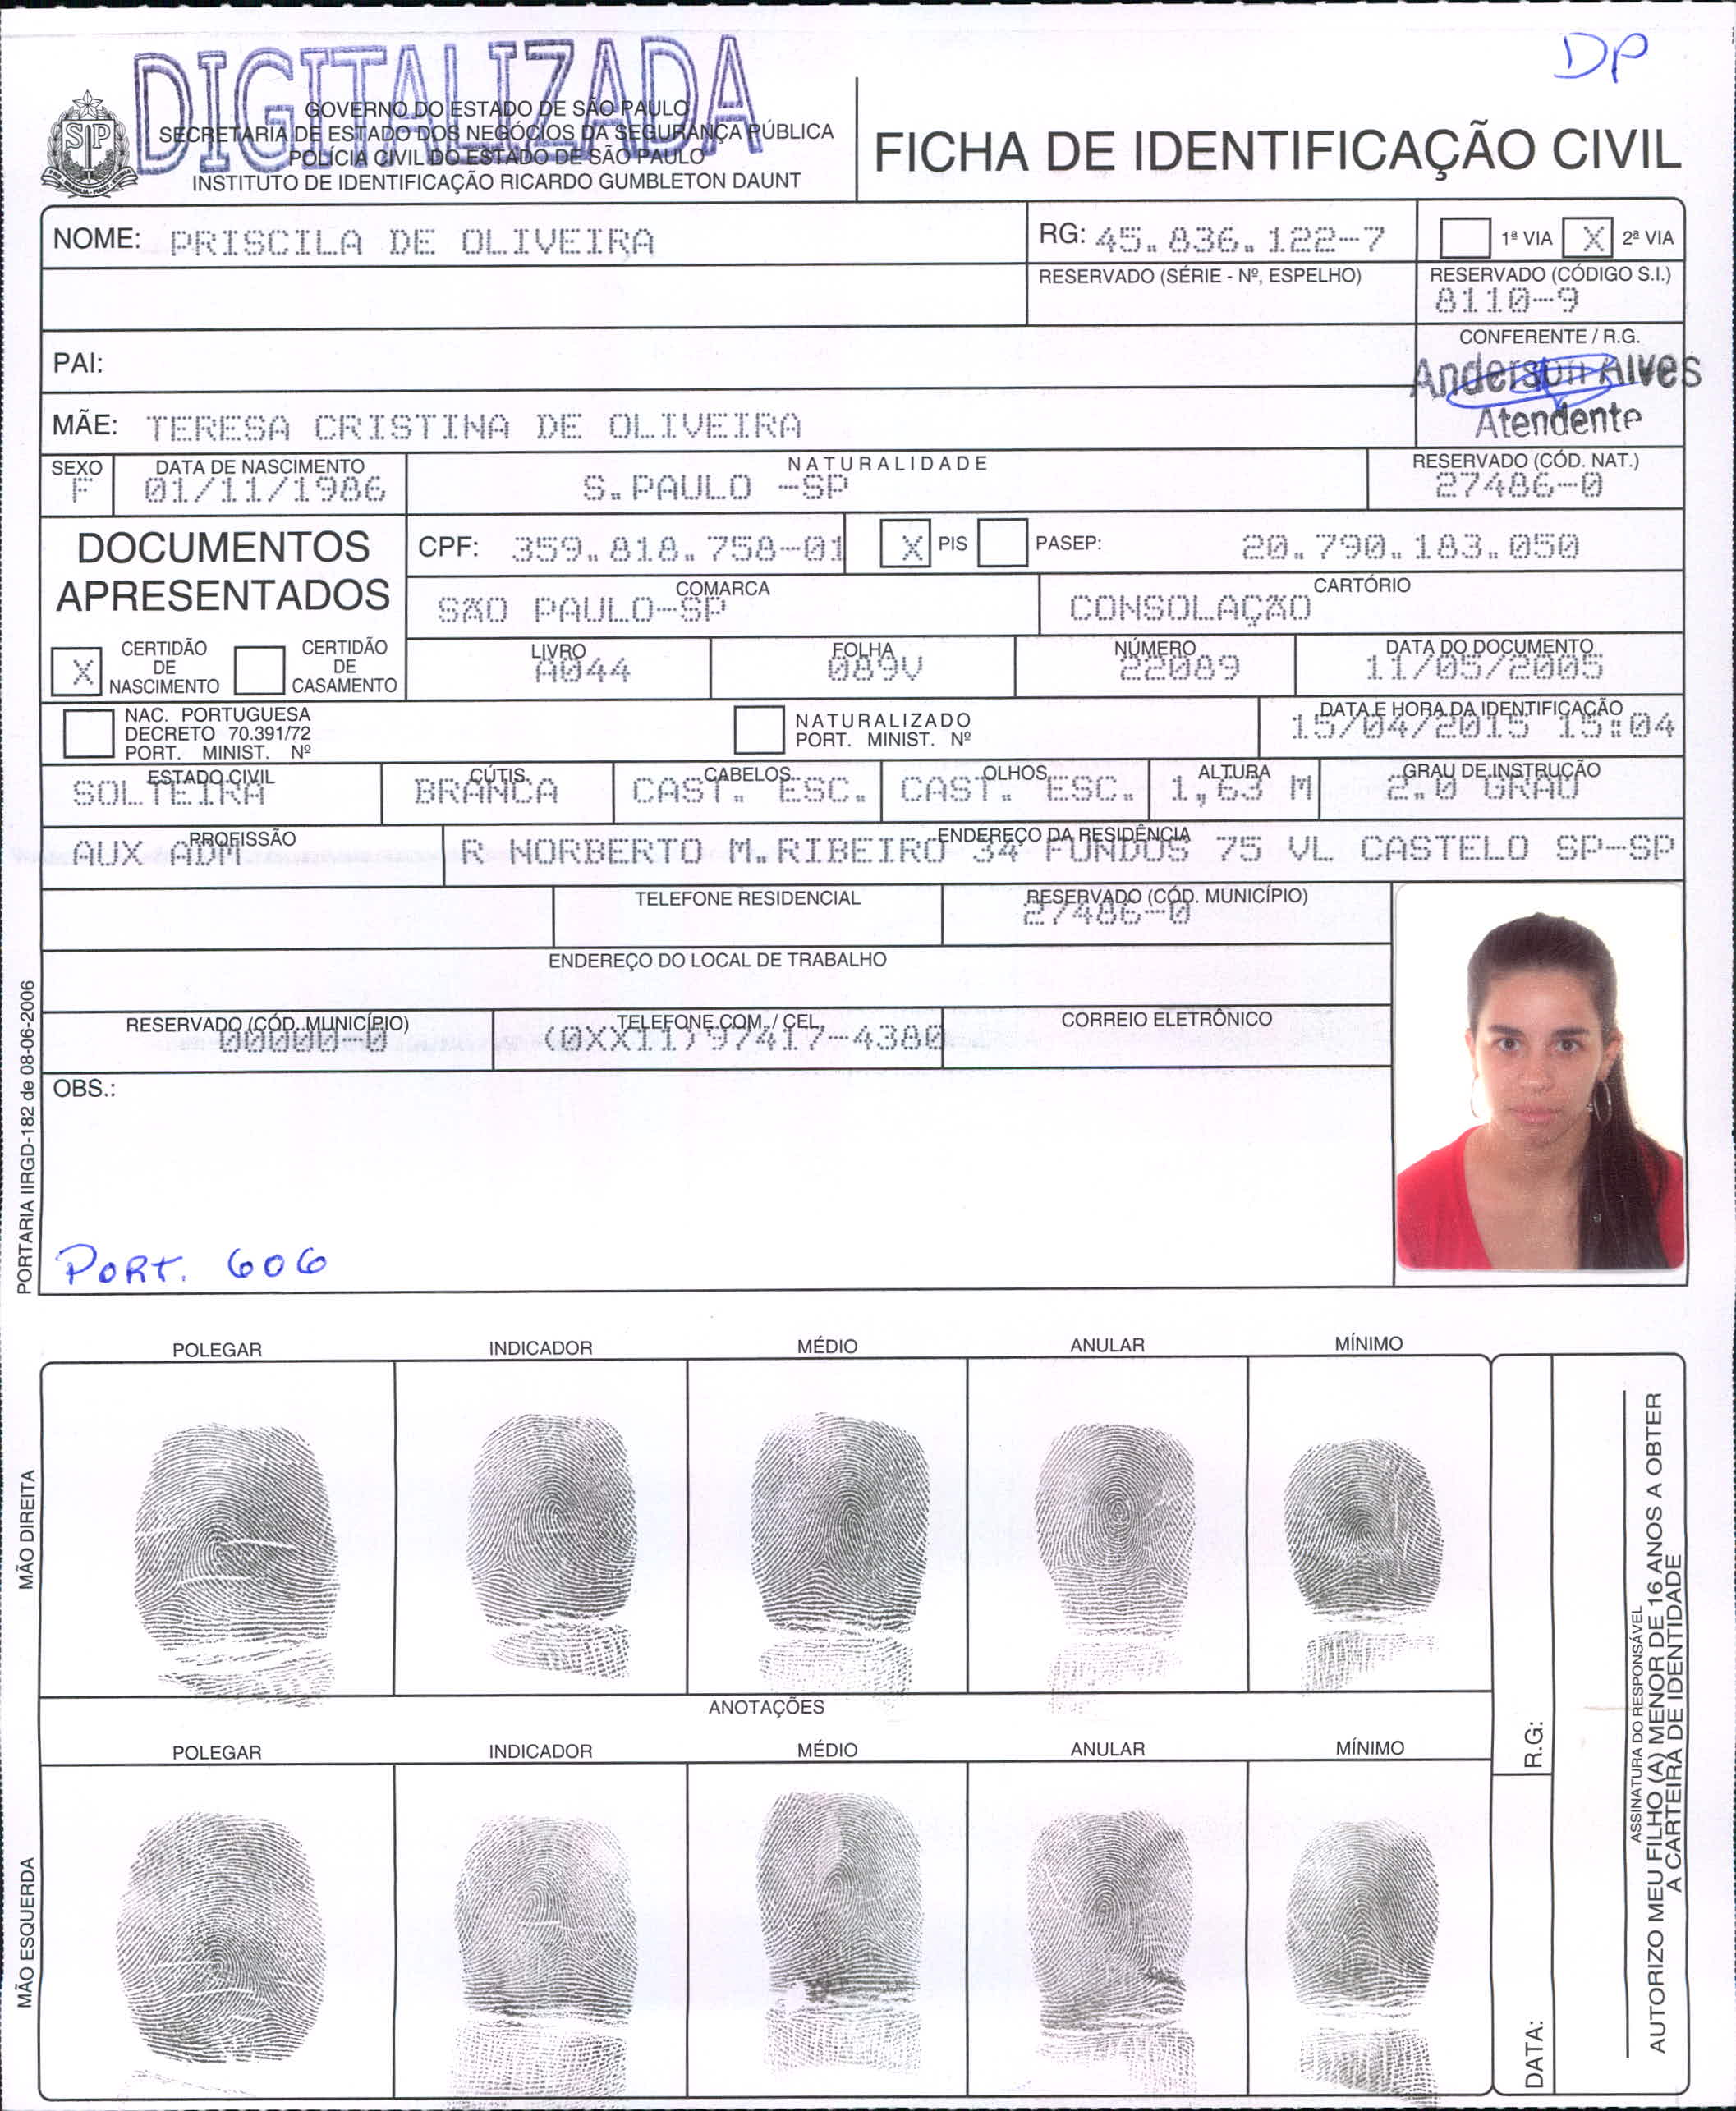 DIGITALIZADA
DP
GOVERNO DO ESTADO DE SÃO PAULO
SECRETARIA DE ESTADO DOS NEGÓCIOS DA SEGURANÇA PÚBLICA
POLÍCIA CIVIL DO ESTADO DE SÃO PAULO
INSTITUTO DE IDENTIFICAÇÃO RICARDO GUMBLETON DAUNT
FICHA DE IDENTIFICAÇÃO CIVIL
NOME: PRISCILA DE OLIVEIRA
RG: 45.836.122-7
1ª VIA X 2ª VIA
RESERVADO (SÉRIE - Nº, ESPELHO)
RESERVADO (CÓDIGO S.I.)
8110-9
PAI:
CONFERENTE / R.G.
Anderson Alves
Atendente
MÃE: TERESA CRISTINA DE OLIVEIRA
SEXO
F
DATA DE NASCIMENTO
01/11/1986
NATURALIDADE
S.PAULO -SP
RESERVADO (CÓD. NAT.)
27486-0
DOCUMENTOS
APRESENTADOS
CPF: 359.818.758-01
X PIS PASEP: 20.790.183.050
COMARCA
SÃO PAULO-SP
CARTÓRIO
CONSOLAÇÃO
X CERTIDÃO
DE
NASCIMENTO
CERTIDÃO
DE
CASAMENTO
LIVRO
A044
FOLHA
089V
NÚMERO
22089
DATA DO DOCUMENTO
11/05/2005
NAC. PORTUGUESA
DECRETO 70.391/72
PORT. MINIST. Nº
NATURALIZADO
PORT. MINIST. Nº
DATA E HORA DA IDENTIFICAÇÃO
15/04/2015 15:04
ESTADO CIVIL
SOLTEIRA
CÚTIS
BRANCA
CABELOS
CAST. ESC.
OLHOS
CAST. ESC.
ALTURA
1,63 M
GRAU DE INSTRUÇÃO
2.0 GRAU
PROFISSÃO
AUX ADM
ENDEREÇO DA RESIDÊNCIA
R NORBERTO M.RIBEIRO 34 FUNDOS 75 VL CASTELO SP-SP
TELEFONE RESIDENCIAL
RESERVADO (CÓD. MUNICÍPIO)
27486-0
ENDEREÇO DO LOCAL DE TRABALHO
RESERVADO (CÓD. MUNICÍPIO)
00000-0
TELEFONE COM. / CEL.
(0XX11)97417-4380
CORREIO ELETRÔNICO
OBS.:
PORT. 606
PORTARIA IIRGD-182 de 08-06-2006
POLEGAR INDICADOR MÉDIO ANULAR MÍNIMO
MÃO DIREITA
ANOTAÇÕES
POLEGAR INDICADOR MÉDIO ANULAR MÍNIMO
MÃO ESQUERDA
R.G:
DATA:
ASSINATURA DO RESPONSÁVEL
AUTORIZO MEU FILHO (A) MENOR DE 16 ANOS A OBTER
A CARTEIRA DE IDENTIDADE